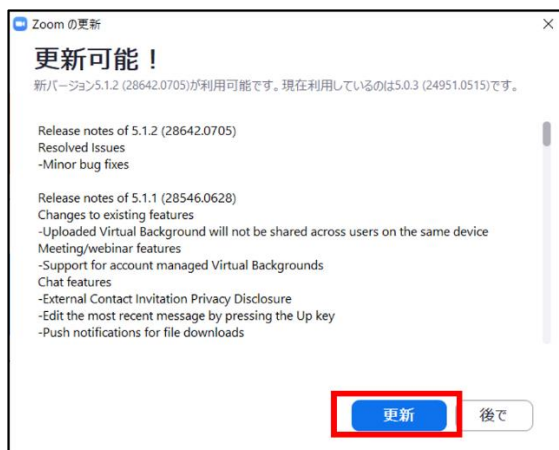 Zoom の更新
更新可能！
新バージョン5.1.2 (28642.0705)が利用可能です。現在利用しているのは5.0.3 (24951.0515)です。
Release notes of 5.1.2 (28642.0705)
Resolved Issues
-Minor bug fixes
Release notes of 5.1.1 (28546.0628)
Changes to existing features
-Uploaded Virtual Background will not be shared across users on the same device
Meeting/webinar features
-Support for account managed Virtual Backgrounds
Chat features
-External Contact Invitation Privacy Disclosure
-Edit the most recent message by pressing the Up key
-Push notifications for file downloads
更新
後で